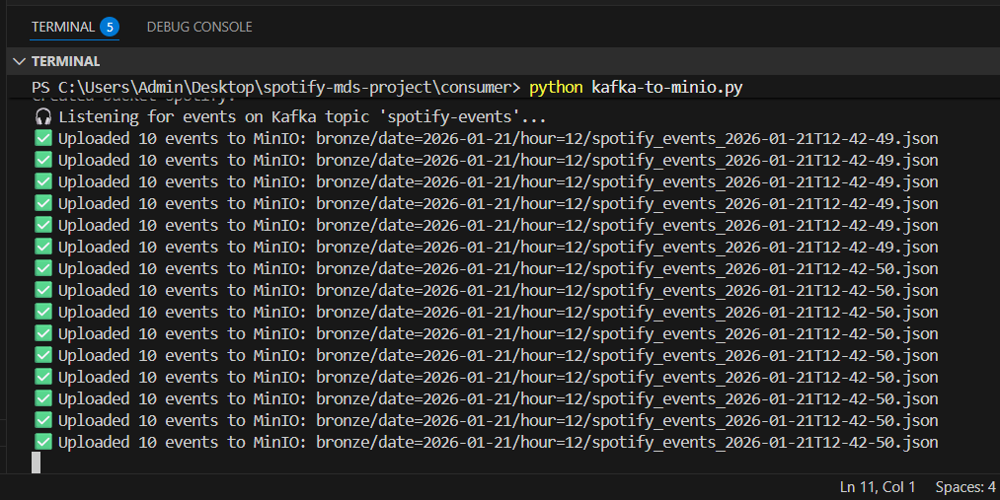 TERMINAL 5 DEBUG CONSOLE
TERMINAL
PS C:\Users\Admin\Desktop\spotify-mds-project\consumer> python kafka-to-minio.py
Created bucket spotify.
🎧 Listening for events on Kafka topic 'spotify-events'...
✅ Uploaded 10 events to MinIO: bronze/date=2026-01-21/hour=12/spotify_events_2026-01-21T12-42-49.json
✅ Uploaded 10 events to MinIO: bronze/date=2026-01-21/hour=12/spotify_events_2026-01-21T12-42-49.json
✅ Uploaded 10 events to MinIO: bronze/date=2026-01-21/hour=12/spotify_events_2026-01-21T12-42-49.json
✅ Uploaded 10 events to MinIO: bronze/date=2026-01-21/hour=12/spotify_events_2026-01-21T12-42-49.json
✅ Uploaded 10 events to MinIO: bronze/date=2026-01-21/hour=12/spotify_events_2026-01-21T12-42-49.json
✅ Uploaded 10 events to MinIO: bronze/date=2026-01-21/hour=12/spotify_events_2026-01-21T12-42-49.json
✅ Uploaded 10 events to MinIO: bronze/date=2026-01-21/hour=12/spotify_events_2026-01-21T12-42-50.json
✅ Uploaded 10 events to MinIO: bronze/date=2026-01-21/hour=12/spotify_events_2026-01-21T12-42-50.json
✅ Uploaded 10 events to MinIO: bronze/date=2026-01-21/hour=12/spotify_events_2026-01-21T12-42-50.json
✅ Uploaded 10 events to MinIO: bronze/date=2026-01-21/hour=12/spotify_events_2026-01-21T12-42-50.json
✅ Uploaded 10 events to MinIO: bronze/date=2026-01-21/hour=12/spotify_events_2026-01-21T12-42-50.json
✅ Uploaded 10 events to MinIO: bronze/date=2026-01-21/hour=12/spotify_events_2026-01-21T12-42-50.json
✅ Uploaded 10 events to MinIO: bronze/date=2026-01-21/hour=12/spotify_events_2026-01-21T12-42-50.json
✅ Uploaded 10 events to MinIO: bronze/date=2026-01-21/hour=12/spotify_events_2026-01-21T12-42-50.json
✅ Uploaded 10 events to MinIO: bronze/date=2026-01-21/hour=12/spotify_events_2026-01-21T12-42-50.json
Ln 11, Col 1 Spaces: 4